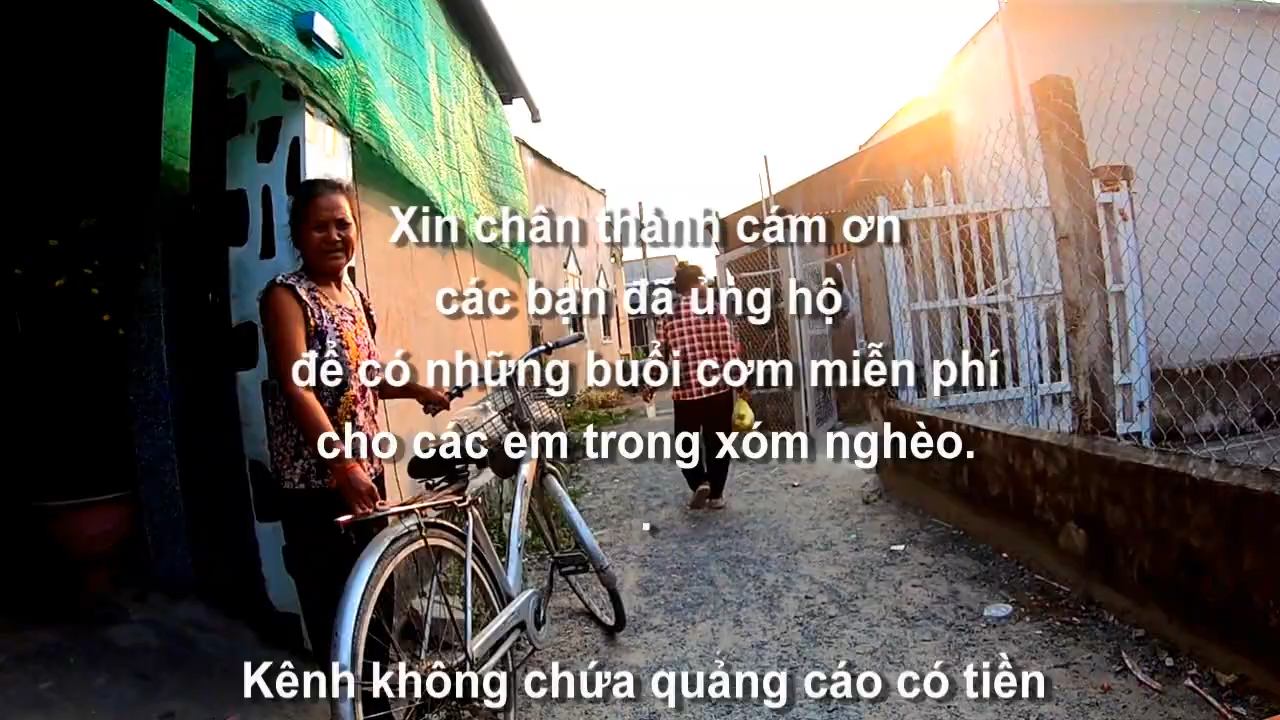 Xin chân thành cám ơn
các bạn đã ủng hộ
để có những buổi cơm miễn phí
cho các em trong xóm nghèo.
.
Kênh không chứa quảng cáo có tiền